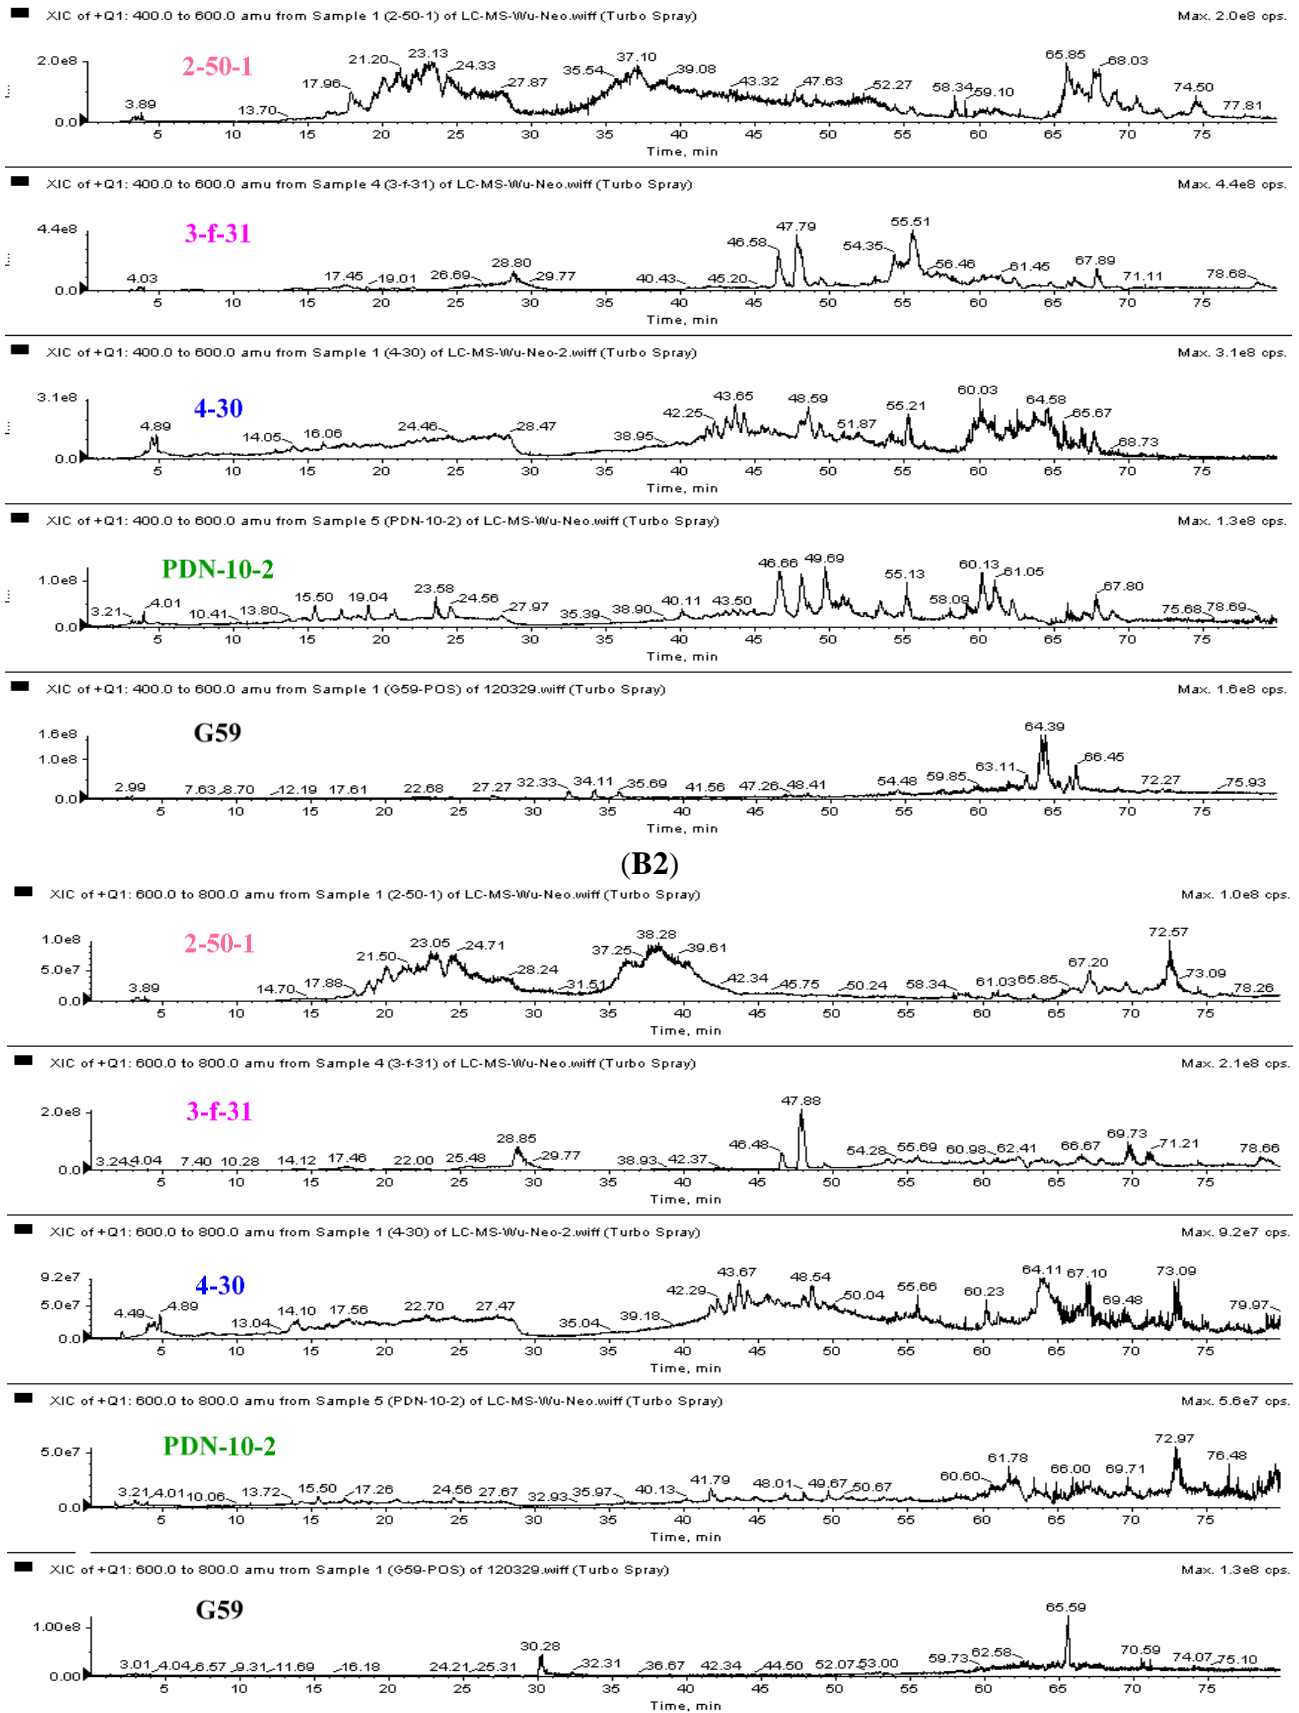 XIC of +Q1: 400.0 to 600.0 amu from Sample 1 (2-50-1) of LC-MS-Wu-Neo.wiff (Turbo Spray) Max. 2.0e8 cps.
2-50-1
2.0e8
0.0
3.89 13.70 17.96 21.20 23.13 24.33 27.87 35.54 37.10 39.08 43.32 47.63 52.27 58.34 59.10 65.85 68.03 74.50 77.81
5 10 15 20 25 30 35 40 45 50 55 60 65 70 75
Time, min
XIC of +Q1: 400.0 to 600.0 amu from Sample 4 (3-f-31) of LC-MS-Wu-Neo.wiff (Turbo Spray) Max. 4.4e8 cps.
3-f-31
4.4e8
0.0
4.03 17.45 19.01 26.69 28.80 29.77 40.43 45.20 46.58 47.79 54.35 55.51 56.46 61.45 67.89 71.11 78.68
5 10 15 20 25 30 35 40 45 50 55 60 65 70 75
Time, min
XIC of +Q1: 400.0 to 600.0 amu from Sample 1 (4-30) of LC-MS-Wu-Neo-2.wiff (Turbo Spray) Max. 3.1e8 cps.
4-30
3.1e8
0.0
4.89 14.05 16.06 24.46 28.47 38.95 42.25 43.65 48.59 51.87 55.21 60.03 64.58 65.67 68.73
5 10 15 20 25 30 35 40 45 50 55 60 65 70 75
Time, min
XIC of +Q1: 400.0 to 600.0 amu from Sample 5 (PDN-10-2) of LC-MS-Wu-Neo.wiff (Turbo Spray) Max. 1.3e8 cps.
PDN-10-2
1.0e8
0.0
3.21 4.01 10.41 13.80 15.50 19.04 23.58 24.56 27.97 35.39 38.90 40.11 43.50 46.66 49.69 55.13 58.09 60.13 61.05 67.80 75.68 78.69
5 10 15 20 25 30 35 40 45 50 55 60 65 70 75
Time, min
XIC of +Q1: 400.0 to 600.0 amu from Sample 1 (G59-POS) of 120329.wiff (Turbo Spray) Max. 1.6e8 cps.
G59
1.6e8
1.0e8
0.0
2.99 7.63 8.70 12.19 17.61 22.68 27.27 32.33 34.11 35.69 41.56 47.26 48.41 54.48 59.85 63.11 64.39 66.45 72.27 75.93
5 10 15 20 25 30 35 40 45 50 55 60 65 70 75
Time, min
(B2)
XIC of +Q1: 600.0 to 800.0 amu from Sample 1 (2-50-1) of LC-MS-Wu-Neo.wiff (Turbo Spray) Max. 1.0e8 cps.
2-50-1
1.0e8
5.0e7
0.0
3.89 14.70 17.88 21.50 23.05 24.71 28.24 31.51 37.25 38.28 39.61 42.34 45.75 50.24 58.34 61.03 65.85 67.20 72.57 73.09 78.26
5 10 15 20 25 30 35 40 45 50 55 60 65 70 75
Time, min
XIC of +Q1: 600.0 to 800.0 amu from Sample 4 (3-f-31) of LC-MS-Wu-Neo.wiff (Turbo Spray) Max. 2.1e8 cps.
3-f-31
2.0e8
0.0
3.24 4.04 7.40 10.28 14.12 17.46 22.00 25.48 28.85 29.77 38.93 42.37 46.48 47.88 54.28 55.69 60.98 62.41 66.67 69.73 71.21 78.66
5 10 15 20 25 30 35 40 45 50 55 60 65 70 75
Time, min
XIC of +Q1: 600.0 to 800.0 amu from Sample 1 (4-30) of LC-MS-Wu-Neo-2.wiff (Turbo Spray) Max. 9.2e7 cps.
4-30
9.2e7
5.0e7
0.0
4.49 4.89 13.04 14.10 17.56 22.70 27.47 35.04 39.18 42.29 43.67 48.54 50.04 55.66 60.23 64.11 67.10 69.48 73.09 79.97
5 10 15 20 25 30 35 40 45 50 55 60 65 70 75
Time, min
XIC of +Q1: 600.0 to 800.0 amu from Sample 5 (PDN-10-2) of LC-MS-Wu-Neo.wiff (Turbo Spray) Max. 5.6e7 cps.
PDN-10-2
5.0e7
0.0
3.21 4.01 10.06 13.72 15.50 17.26 24.56 27.67 32.93 35.97 40.13 41.79 48.01 49.67 50.67 60.60 61.78 66.00 69.71 72.97 76.48
5 10 15 20 25 30 35 40 45 50 55 60 65 70 75
Time, min
XIC of +Q1: 600.0 to 800.0 amu from Sample 1 (G59-POS) of 120329.wiff (Turbo Spray) Max. 1.3e8 cps.
G59
1.00e8
0.00
3.01 4.04 6.57 9.31 11.69 16.18 24.21 25.31 30.28 32.31 36.67 42.34 44.50 52.07 53.00 59.73 62.58 65.59 70.59 74.07 75.10
5 10 15 20 25 30 35 40 45 50 55 60 65 70 75
Time, min